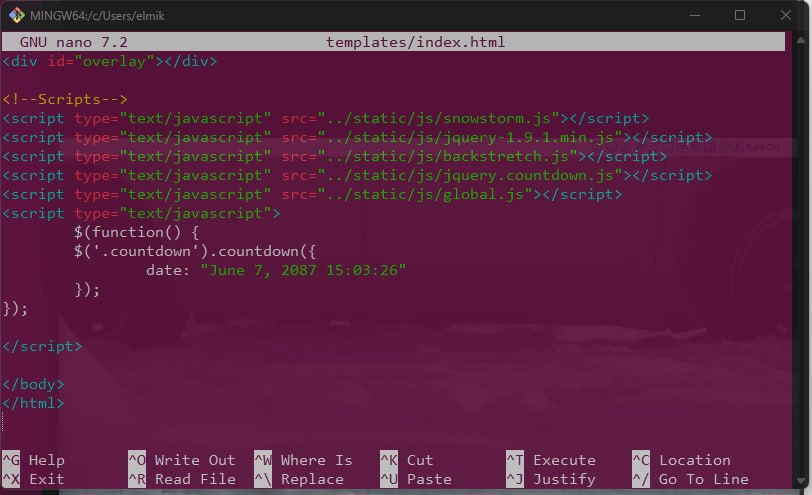 MINGW64:/c/Users/elmik
GNU nano 7.2 templates/index.html
<div id="overlay"></div>
<!--Scripts-->
<script type="text/javascript" src="../static/js/snowstorm.js"></script>
<script type="text/javascript" src="../static/js/jquery-1.9.1.min.js"></script>
<script type="text/javascript" src="../static/js/backstretch.js"></script>
<script type="text/javascript" src="../static/js/jquery.countdown.js"></script>
<script type="text/javascript" src="../static/js/global.js"></script>
<script type="text/javascript">
$(function() {
$('.countdown').countdown({
date: "June 7, 2087 15:03:26"
});
});
</script>
</body>
</html>
^G Help ^O Write Out ^W Where Is ^K Cut ^T Execute ^C Location
^X Exit ^R Read File ^\ Replace ^U Paste ^J Justify ^/ Go To Line